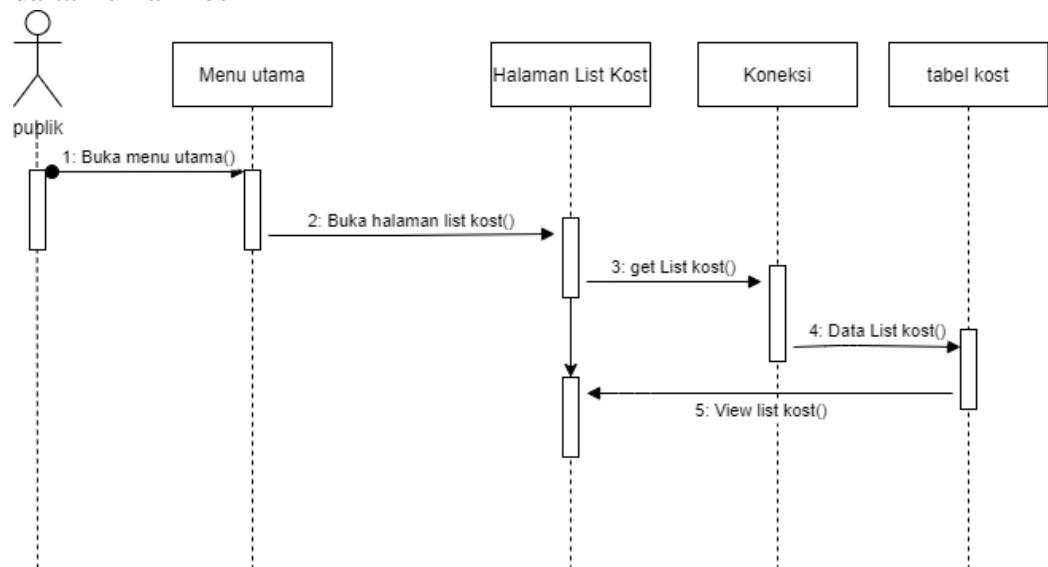 Menu utama
Halaman List Kost
Koneksi
tabel kost
publik
1: Buka menu utama()
2: Buka halaman list kost()
3: get List kost()
4: Data List kost()
5: View list kost()